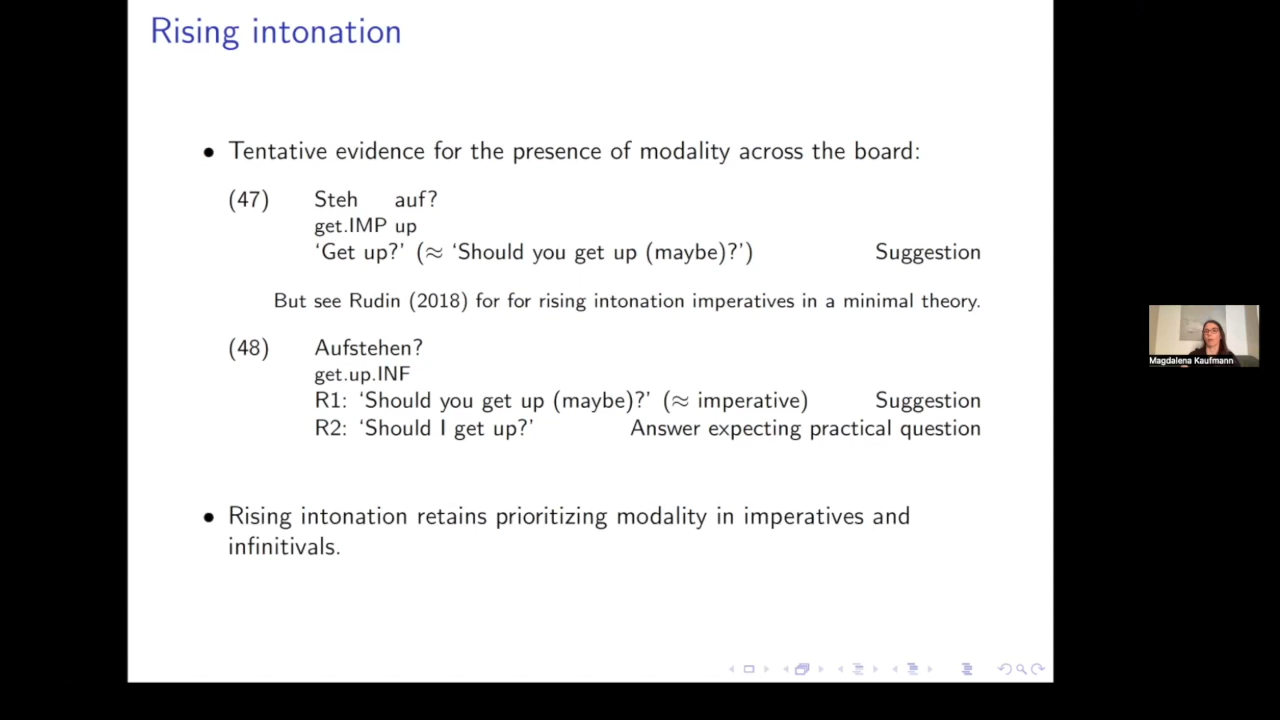 Rising intonation
• Tentative evidence for the presence of modality across the board:
(47) Steh auf?
get.IMP up
‘Get up?’ (≈ ‘Should you get up (maybe)?’) Suggestion
But see Rudin (2018) for for rising intonation imperatives in a minimal theory.
(48) Aufstehen?
get.up.INF
R1: ‘Should you get up (maybe)?’ (≈ imperative) Suggestion
R2: ‘Should I get up?’ Answer expecting practical question
• Rising intonation retains prioritizing modality in imperatives and
infinitivals.
Magdalena Kaufmann